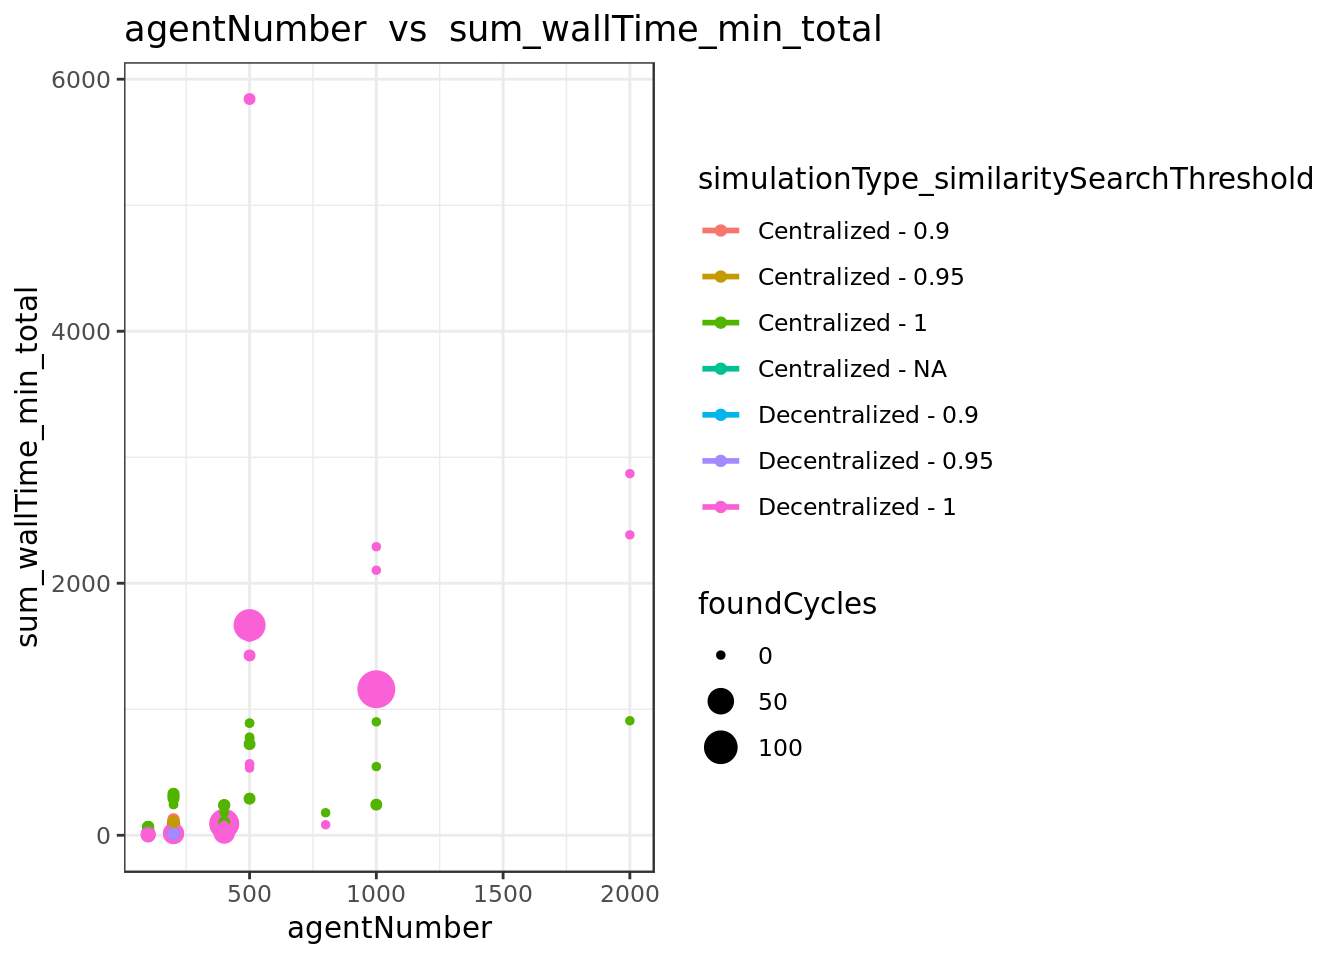 agentNumber  vs  sum_wallTime_min_total
sum_wallTime_min_total
6000
4000
2000
0
500
1000
1500
2000
agentNumber
simulationType_similaritySearchThreshold
Centralized - 0.9
Centralized - 0.95
Centralized - 1
Centralized - NA
Decentralized - 0.9
Decentralized - 0.95
Decentralized - 1
foundCycles
0
50
100